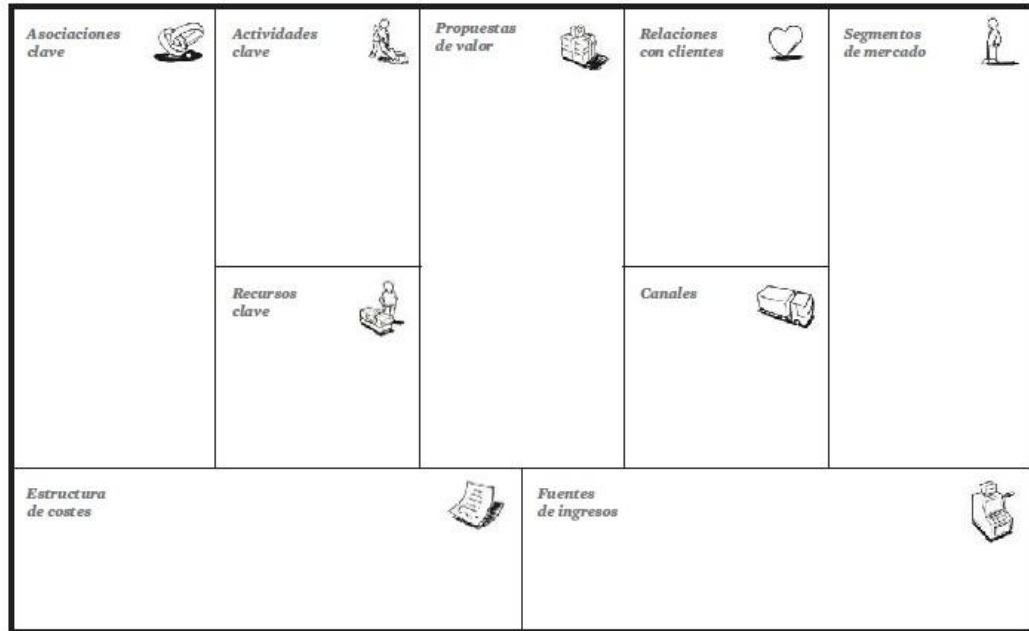 Asociaciones
clave
Actividades
clave
Propuestas
de valor
Relaciones
con clientes
Segmentos
de mercado
Recursos
clave
Canales
Estructura
de costes
Fuentes
de ingresos